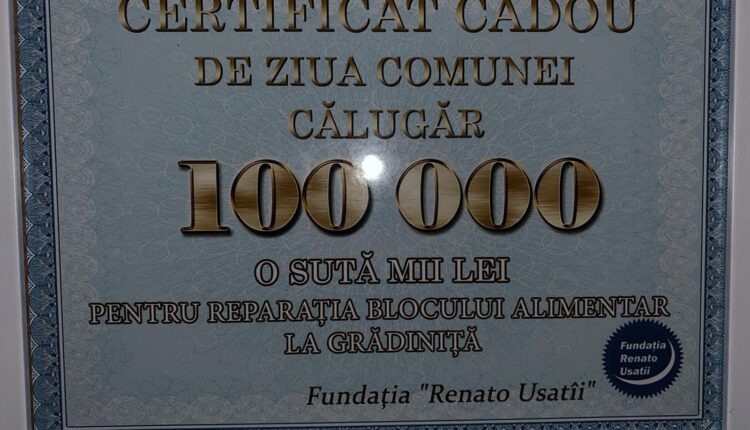 CERTIFICAT CADOU
DE ZIUA COMUNEI
CĂLUGĂR
100 000
O SUTĂ MII LEI
PENTRU REPARAȚIA BLOCULUI ALIMENTAR
LA GRĂDINIȚĂ
Fundația "Renato Usatîi"
Fundația
Renato
Usatîi